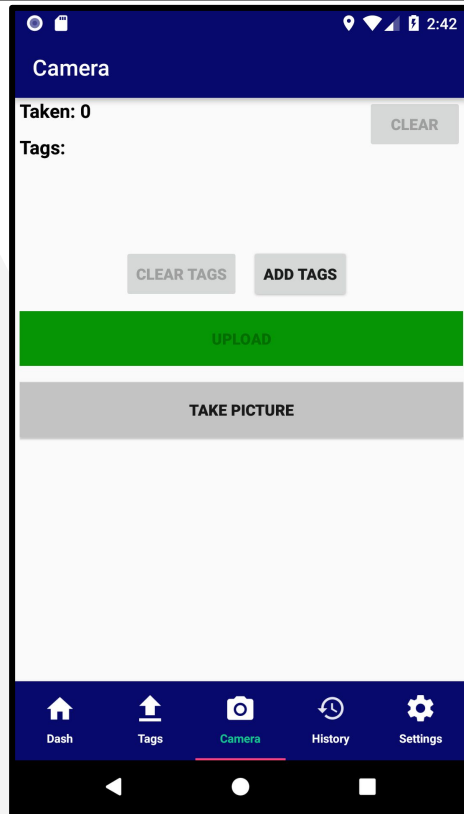 2:42
Camera
Taken: 0
CLEAR
Tags:
CLEAR TAGS
ADD TAGS
UPLOAD
TAKE PICTURE
Dash
Tags
Camera
History
Settings